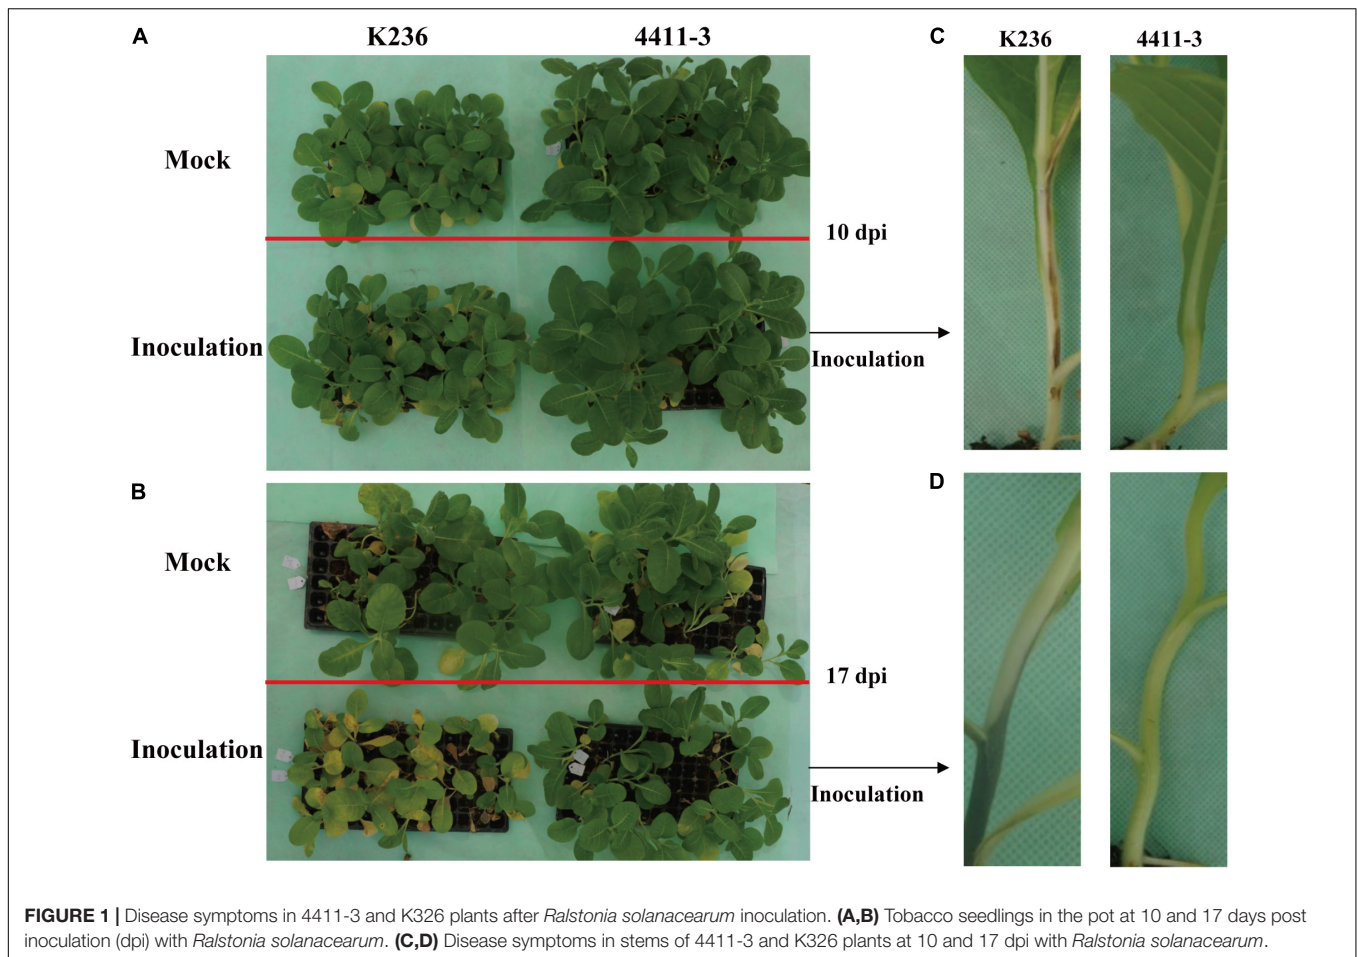 A
K236
4411-3
C
K236
4411-3
Mock
10 dpi
Inoculation
Inoculation
B
D
Mock
17 dpi
Inoculation
Inoculation
FIGURE 1 | Disease symptoms in 4411-3 and K326 plants after Ralstonia solanacearum inoculation. (A,B) Tobacco seedlings in the pot at 10 and 17 days post
inoculation (dpi) with Ralstonia solanacearum. (C,D) Disease symptoms in stems of 4411-3 and K326 plants at 10 and 17 dpi with Ralstonia solanacearum.